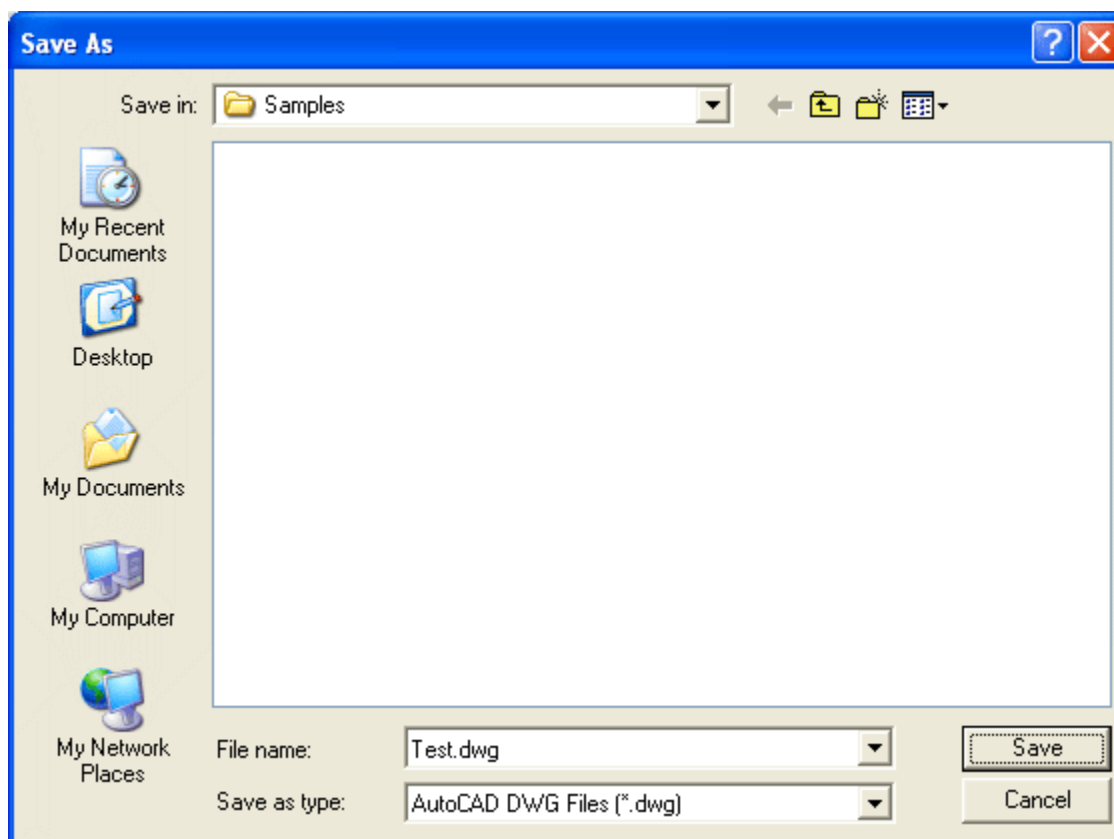 Save As
Save in:
Samples
My Recent
Documents
Desktop
My Documents
My Computer
My Network
Places
File name:
Test.dwg
Save
Save as type:
AutoCAD DWG Files (*.dwg)
Cancel